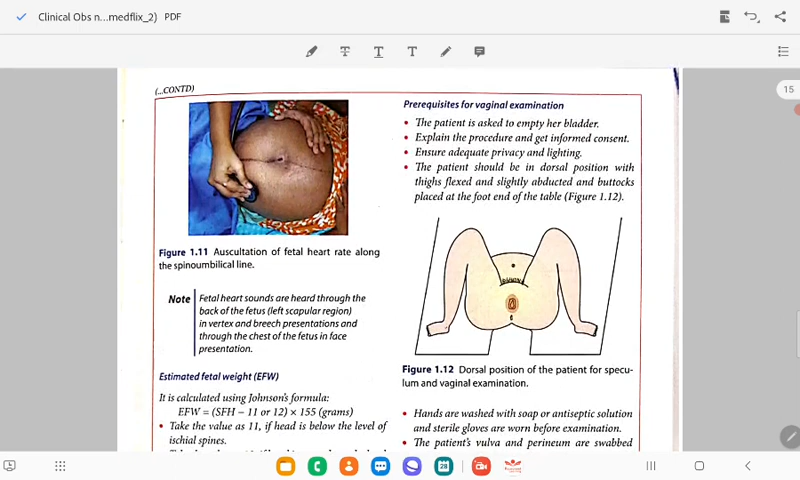 Clinical Obs n...medflix_2) PDF
15
(...CONTD)
Figure 1.11 Auscultation of fetal heart rate along
the spinoumbilical line.
Note
Fetal heart sounds are heard through the
back of the fetus (left scapular region)
in vertex and breech presentations and
through the chest of the fetus in face
presentation.
Estimated fetal weight (EFW)
It is calculated using Johnson's formula:
EFW = (SFH − 11 or 12) × 155 (grams)
• Take the value as 11, if head is below the level of
ischial spines.
Prerequisites for vaginal examination
• The patient is asked to empty her bladder.
• Explain the procedure and get informed consent.
• Ensure adequate privacy and lighting.
• The patient should be in dorsal position with
thighs flexed and slightly abducted and buttocks
placed at the foot end of the table (Figure 1.12).
Figure 1.12 Dorsal position of the patient for specu-
lum and vaginal examination.
• Hands are washed with soap or antiseptic solution
and sterile gloves are worn before examination.
• The patient's vulva and perineum are swabbed
28